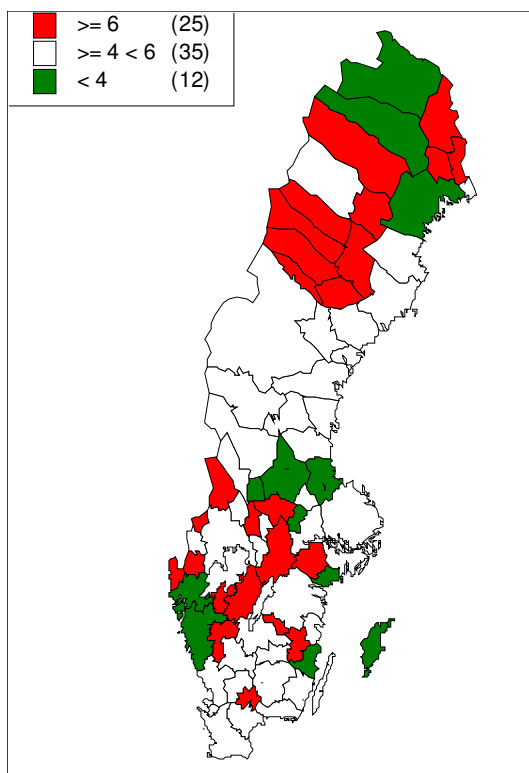 >= 6 (25)
>= 4 < 6 (35)
< 4 (12)